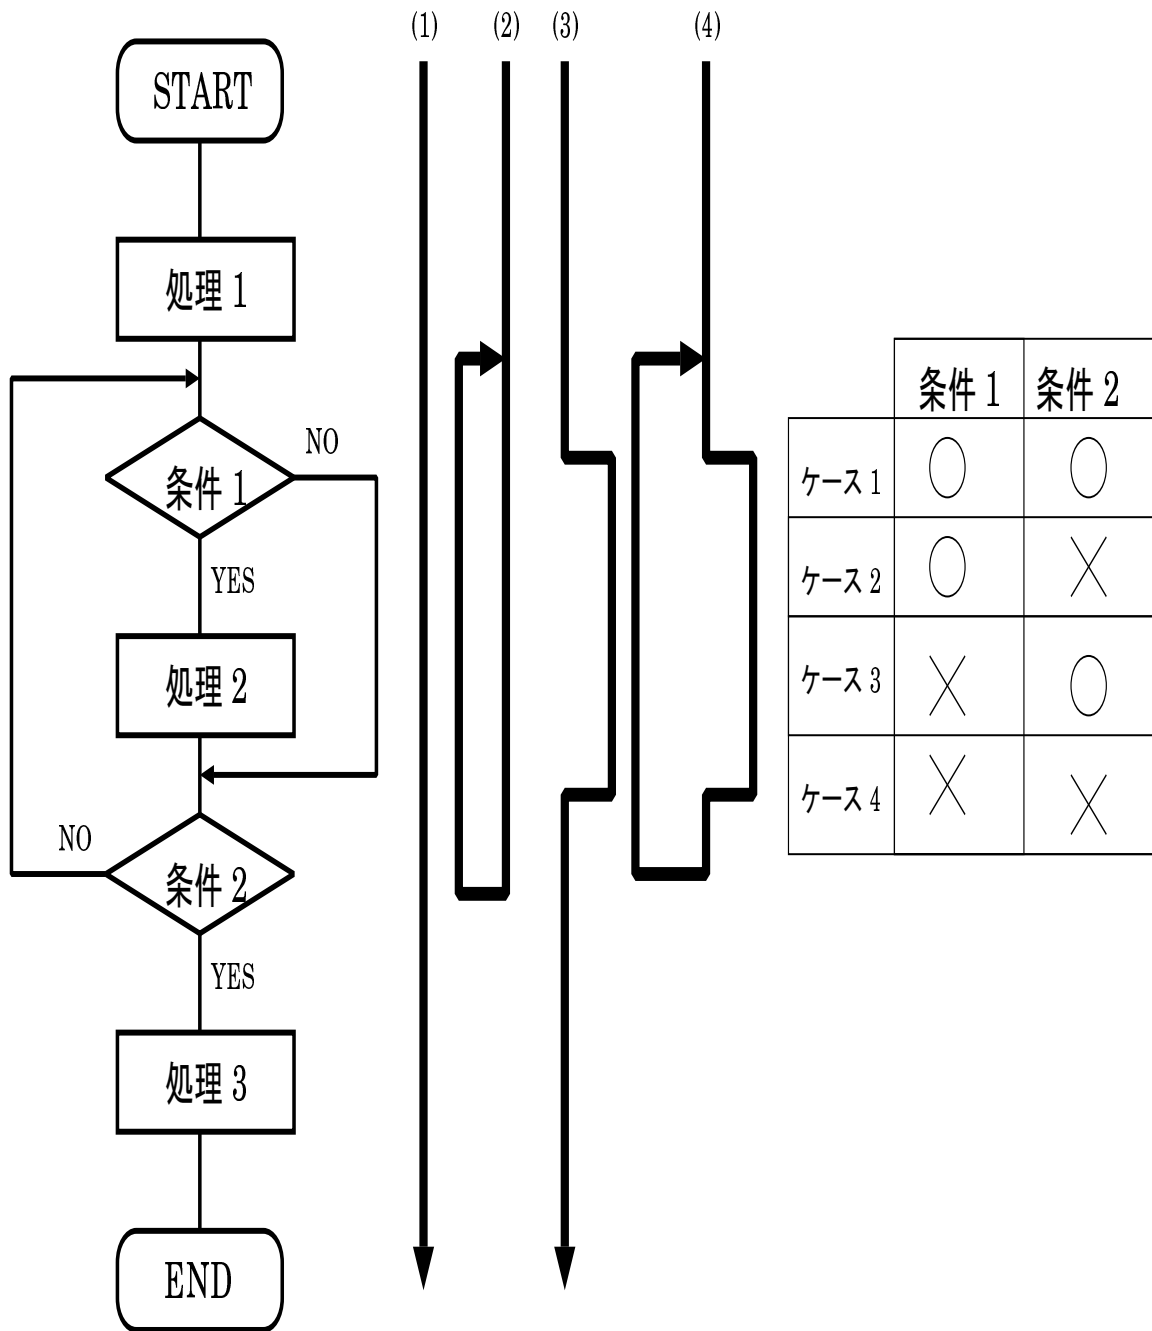 (1) (2) (3) (4)
START
処理 1
条件 1
NO
YES
処理 2
NO
条件 2
YES
処理 3
END
条件 1 条件 2
ケース 1 ○ ○
ケース 2 ○ ×
ケース 3 × ○
ケース 4 × ×